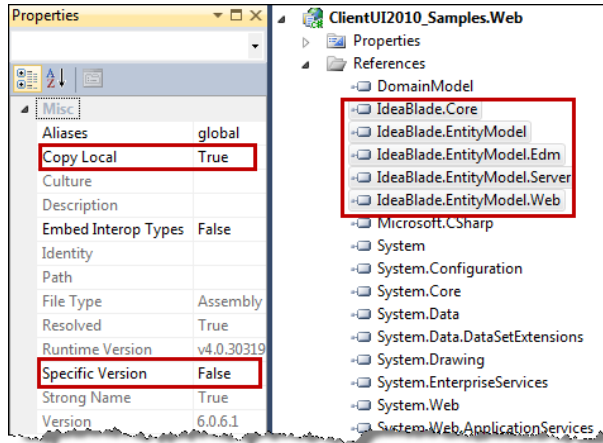 Properties
Misc
Aliases global
Copy Local True
Culture
Description
Embed Interop Types False
Identity
Path
File Type Assembly
Resolved True
Runtime Version v4.0.30319
Specific Version False
Strong Name True
Version 6.0.6.1
ClientUI2010_Samples.Web
Properties
References
DomainModel
IdeaBlade.Core
IdeaBlade.EntityModel
IdeaBlade.EntityModel.Edm
IdeaBlade.EntityModel.Server
IdeaBlade.EntityModel.Web
Microsoft.CSharp
System
System.Configuration
System.Core
System.Data
System.Data.DataSetExtensions
System.Drawing
System.EnterpriseServices
System.Web
System.Web.ApplicationServices